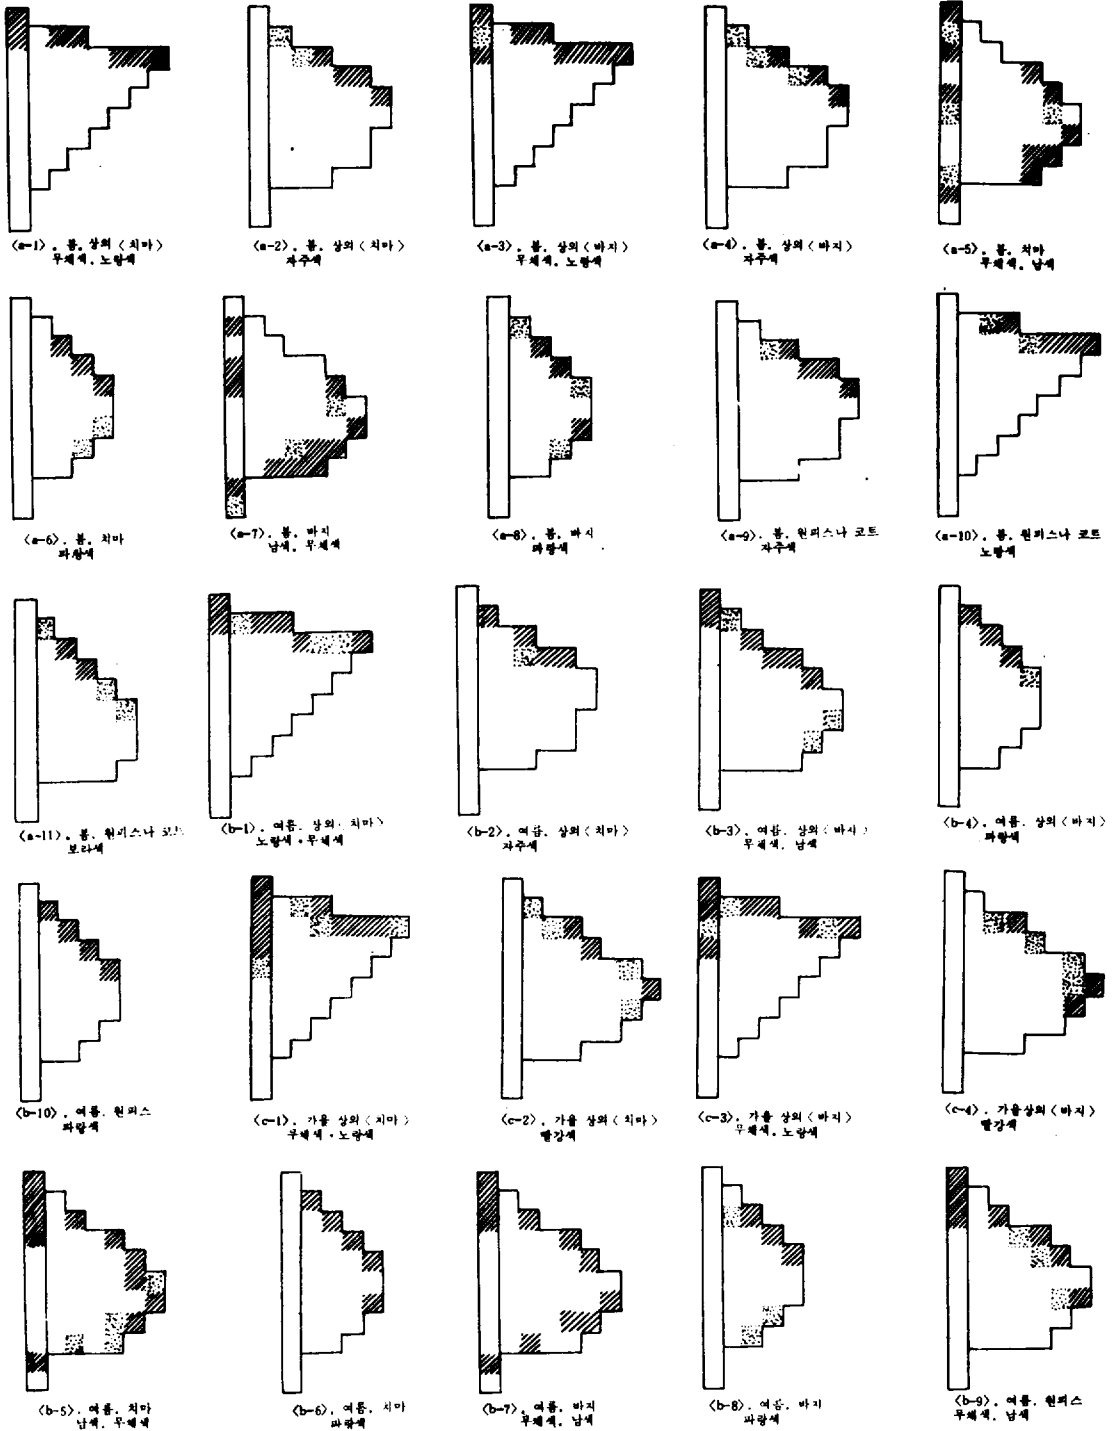 <a-1>. 봄. 상의 <치마>
무채색. 노랑색
<a-2>. 봄. 상의 <치마>
자주색
<a-3>. 봄. 상의 <바지>
무채색. 노랑색
<a-4>. 봄. 상의 <바지>
자주색
<a-5>. 봄. 치마
무채색. 남색
<a-6>. 봄. 치마
파랑색
<a-7>. 봄. 바지
남색. 무채색
<a-8>. 봄. 바지
파랑색
<a-9>. 봄. 원피스나 코트
자주색
<a-10>. 봄. 원피스나 코트
노랑색
<a-11>. 봄. 원피스나 코트
보라색
<b-1>. 여름. 상의 <치마>
노랑색·무채색
<b-2>. 여름. 상의 <치마>
자주색
<b-3>. 여름. 상의 <바지>
무채색. 남색
<b-4>. 여름. 상의 <바지>
파랑색
<b-10>. 여름. 원피스
파랑색
<c-1>. 가을 상의 <치마>
무채색·노랑색
<c-2>. 가을 상의 <치마>
빨강색
<c-3>. 가을 상의 <바지>
무채색. 노랑색
<c-4>. 가을상의 <바지>
빨강색
<b-5>. 여름. 치마
남색. 무채색
<b-6>. 여름. 치마
파랑색
<b-7>. 여름. 바지
무채색. 남색
<b-8>. 여름. 바지
파랑색
<b-9>. 여름. 원피스
무채색. 남색